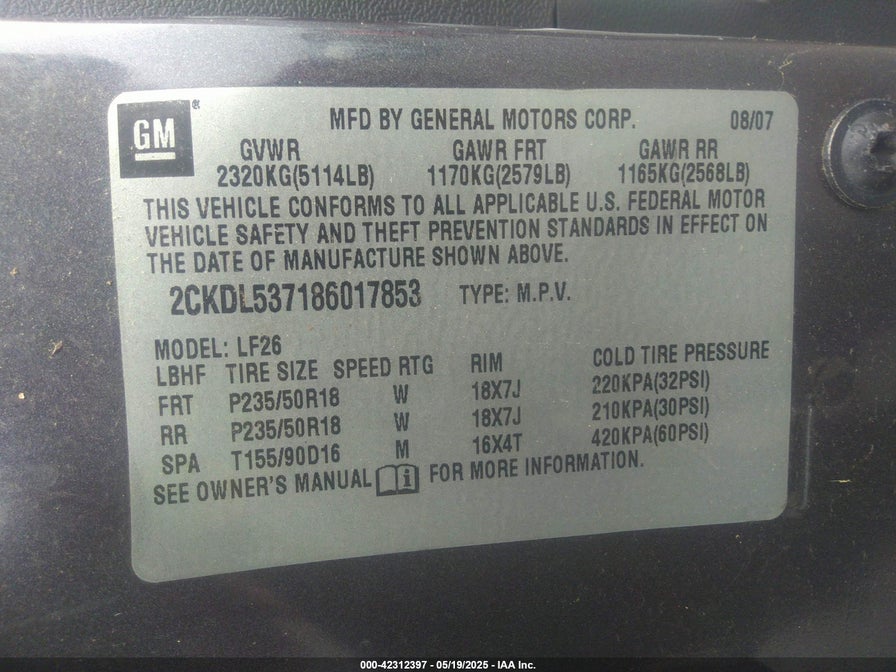 GM ®
MFD BY GENERAL MOTORS CORP. 08/07
GVWR GAWR FRT GAWR RR
2320KG(5114LB) 1170KG(2579LB) 1165KG(2568LB)
THIS VEHICLE CONFORMS TO ALL APPLICABLE U.S. FEDERAL MOTOR
VEHICLE SAFETY AND THEFT PREVENTION STANDARDS IN EFFECT ON
THE DATE OF MANUFACTURE SHOWN ABOVE.
2CKDL537186017853 TYPE: M.P.V.
MODEL: LF26
LBHF TIRE SIZE SPEED RTG RIM COLD TIRE PRESSURE
FRT P235/50R18 W 18X7J 220KPA(32PSI)
RR P235/50R18 W 18X7J 210KPA(30PSI)
SPA T155/90D16 M 16X4T 420KPA(60PSI)
SEE OWNER'S MANUAL i FOR MORE INFORMATION.
000-42312397 - 05/19/2025 - IAA Inc.